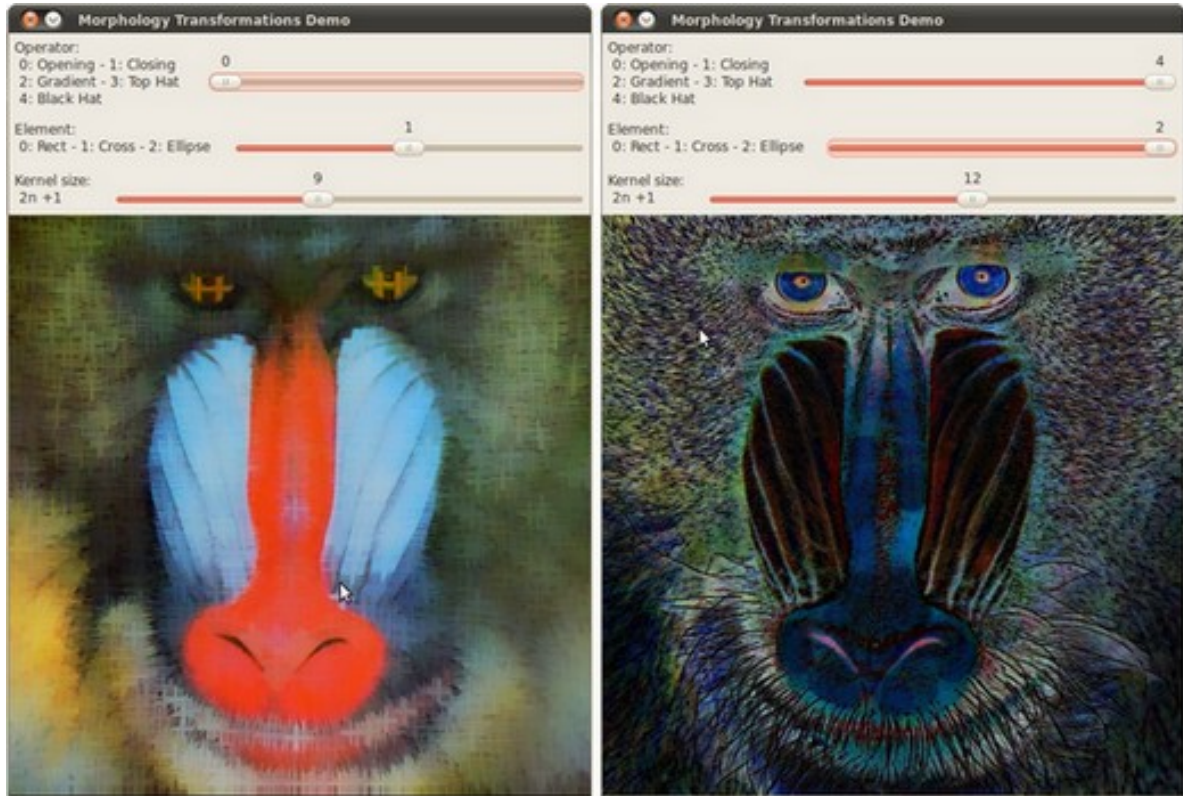 Morphology Transformations Demo
Operator:
0: Opening - 1: Closing
2: Gradient - 3: Top Hat
4: Black Hat
0
Element:
0: Rect - 1: Cross - 2: Ellipse
1
Kernel size:
2n +1
9
Morphology Transformations Demo
Operator:
0: Opening - 1: Closing
2: Gradient - 3: Top Hat
4: Black Hat
4
Element:
0: Rect - 1: Cross - 2: Ellipse
2
Kernel size:
2n +1
12